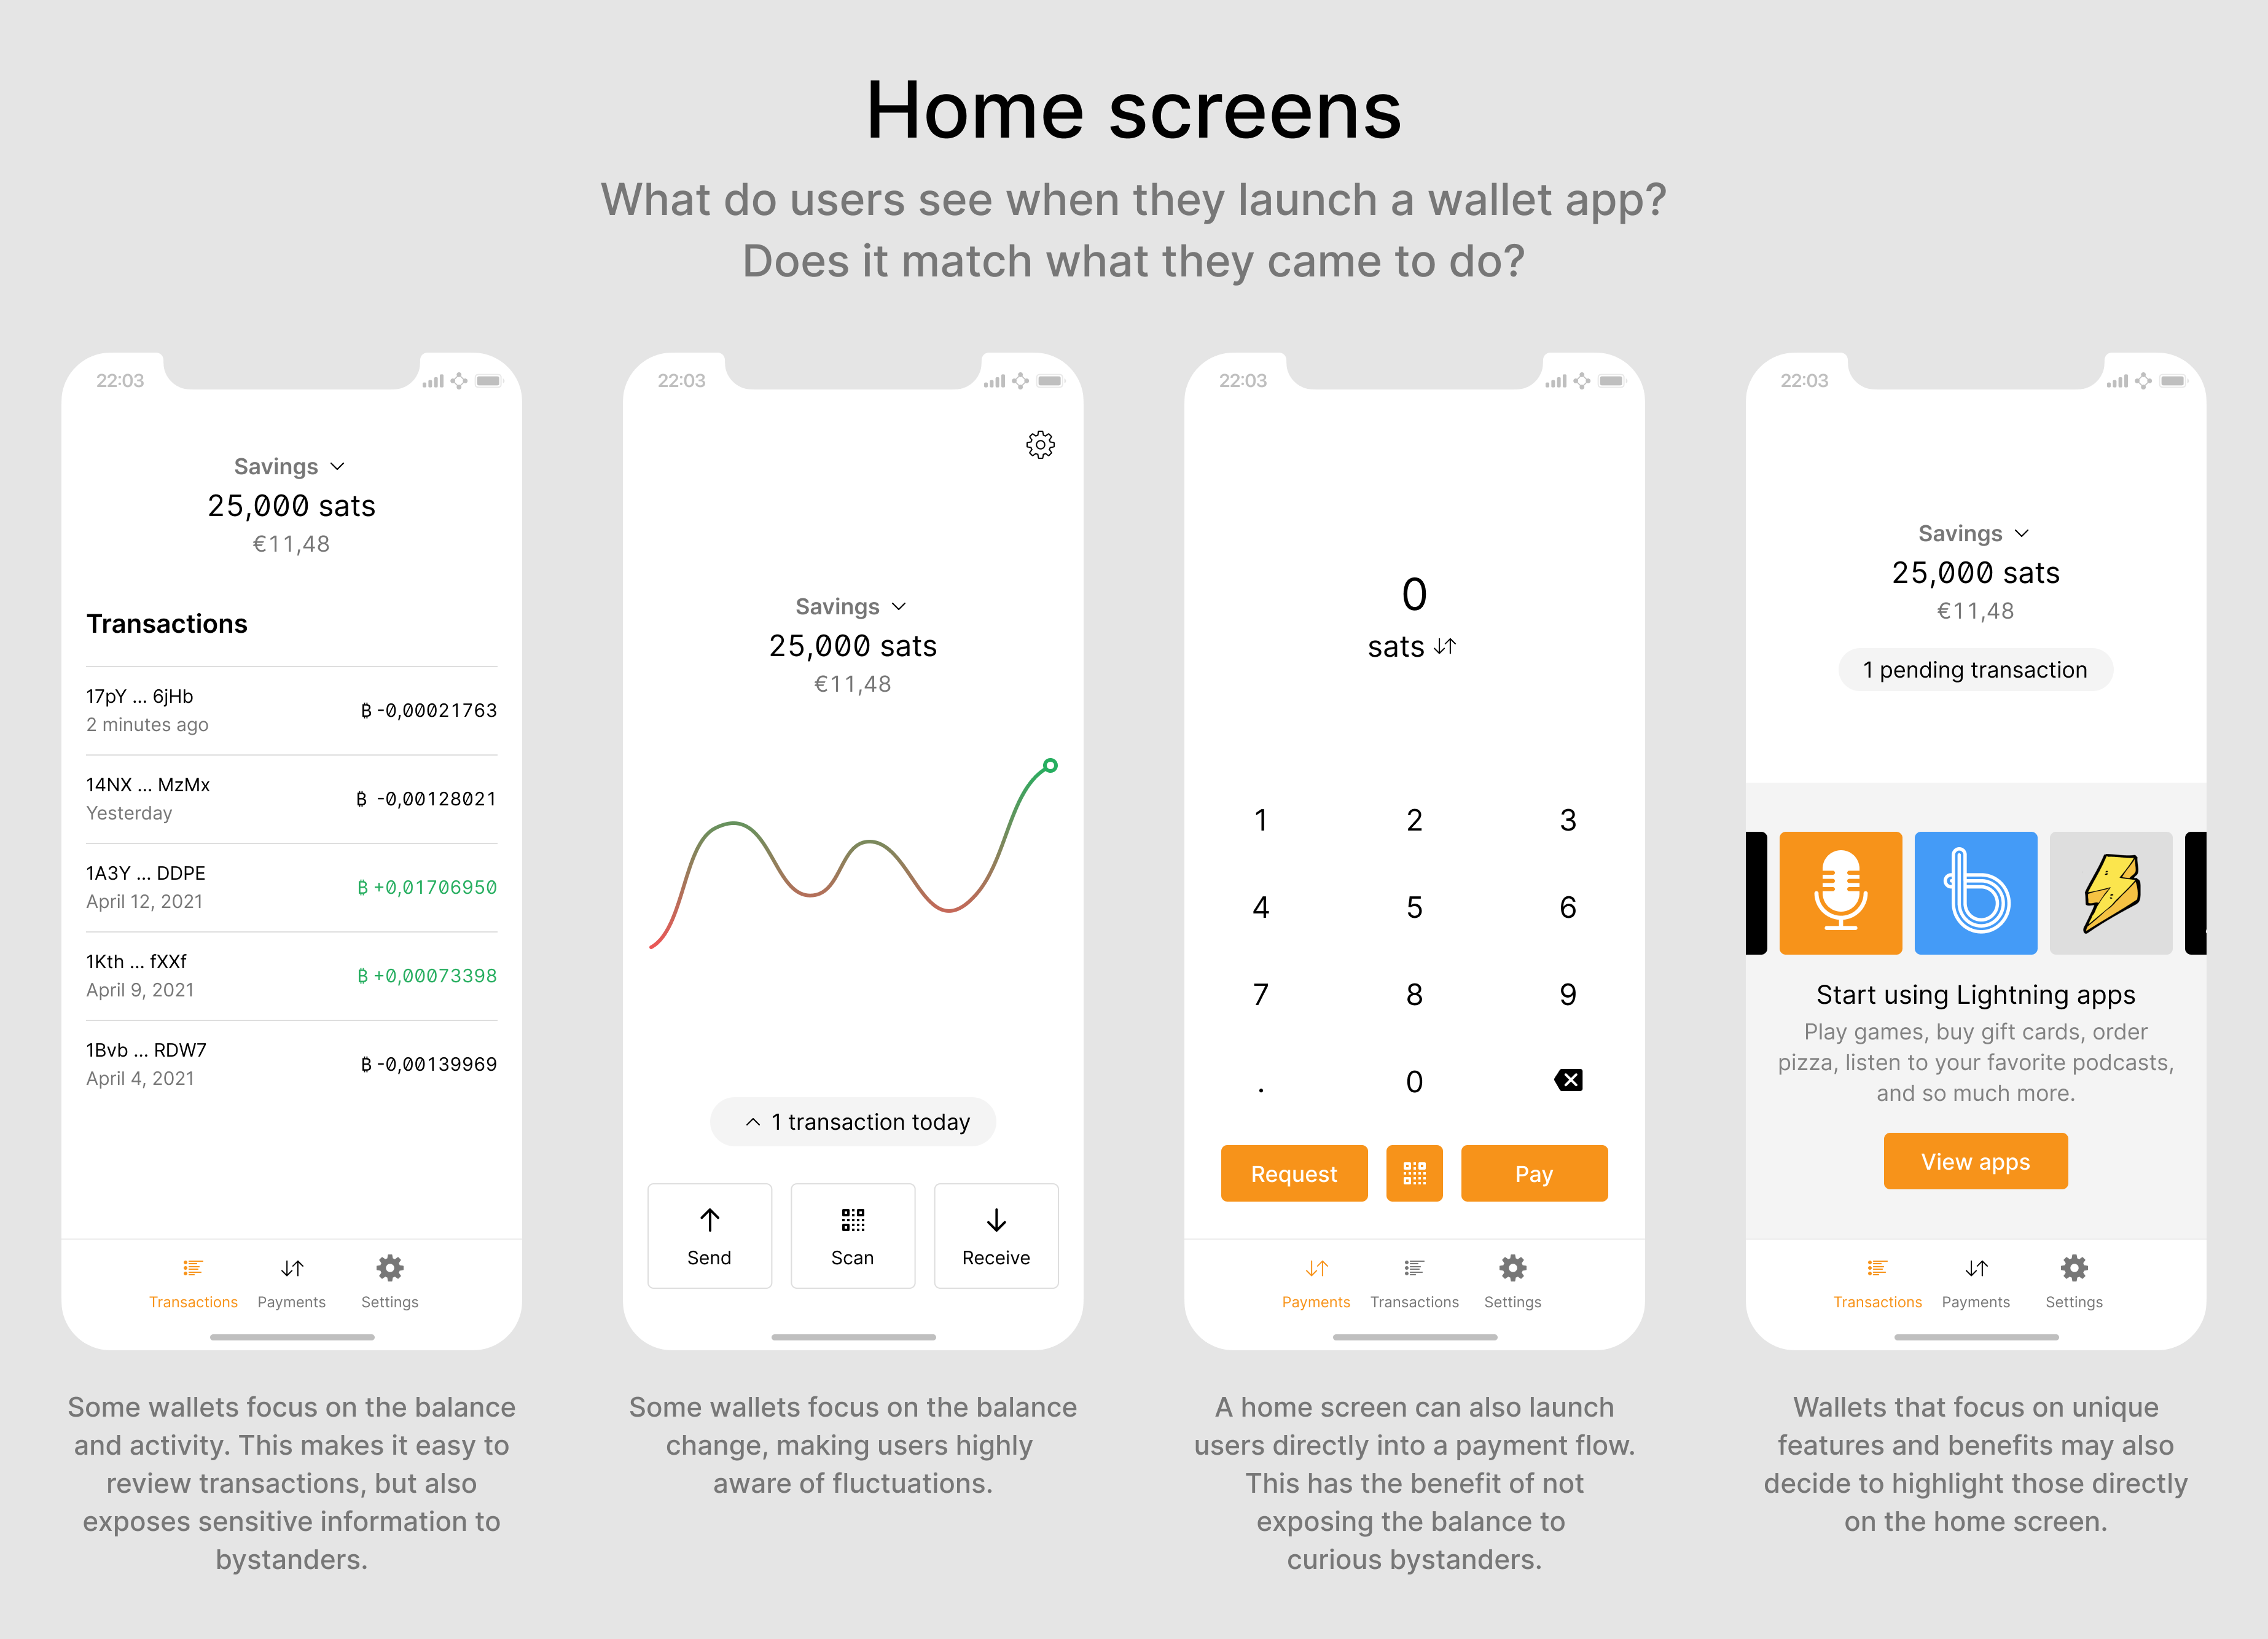 Home screens
What do users see when they launch a wallet app?
Does it match what they came to do?
22:03
Savings
25,000 sats
€11,48
Transactions
17pY ... 6jHb
2 minutes ago
₿ -0,00021763
14NX ... MzMx
Yesterday
₿ -0,00128021
1A3Y ... DDPE
April 12, 2021
₿ +0,01706950
1Kth ... fXXf
April 9, 2021
₿ +0,00073398
1Bvb ... RDW7
April 4, 2021
₿ -0,00139969
Transactions Payments Settings
Some wallets focus on the balance
and activity. This makes it easy to
review transactions, but also
exposes sensitive information to
bystanders.
22:03
Savings
25,000 sats
€11,48
1 transaction today
Send Scan Receive
Some wallets focus on the balance
change, making users highly
aware of fluctuations.
22:03
0
sats
1 2 3
4 5 6
7 8 9
. 0
Request Pay
Payments Transactions Settings
A home screen can also launch
users directly into a payment flow.
This has the benefit of not
exposing the balance to
curious bystanders.
22:03
Savings
25,000 sats
€11,48
1 pending transaction
Start using Lightning apps
Play games, buy gift cards, order
pizza, listen to your favorite podcasts,
and so much more.
View apps
Transactions Payments Settings
Wallets that focus on unique
features and benefits may also
decide to highlight those directly
on the home screen.